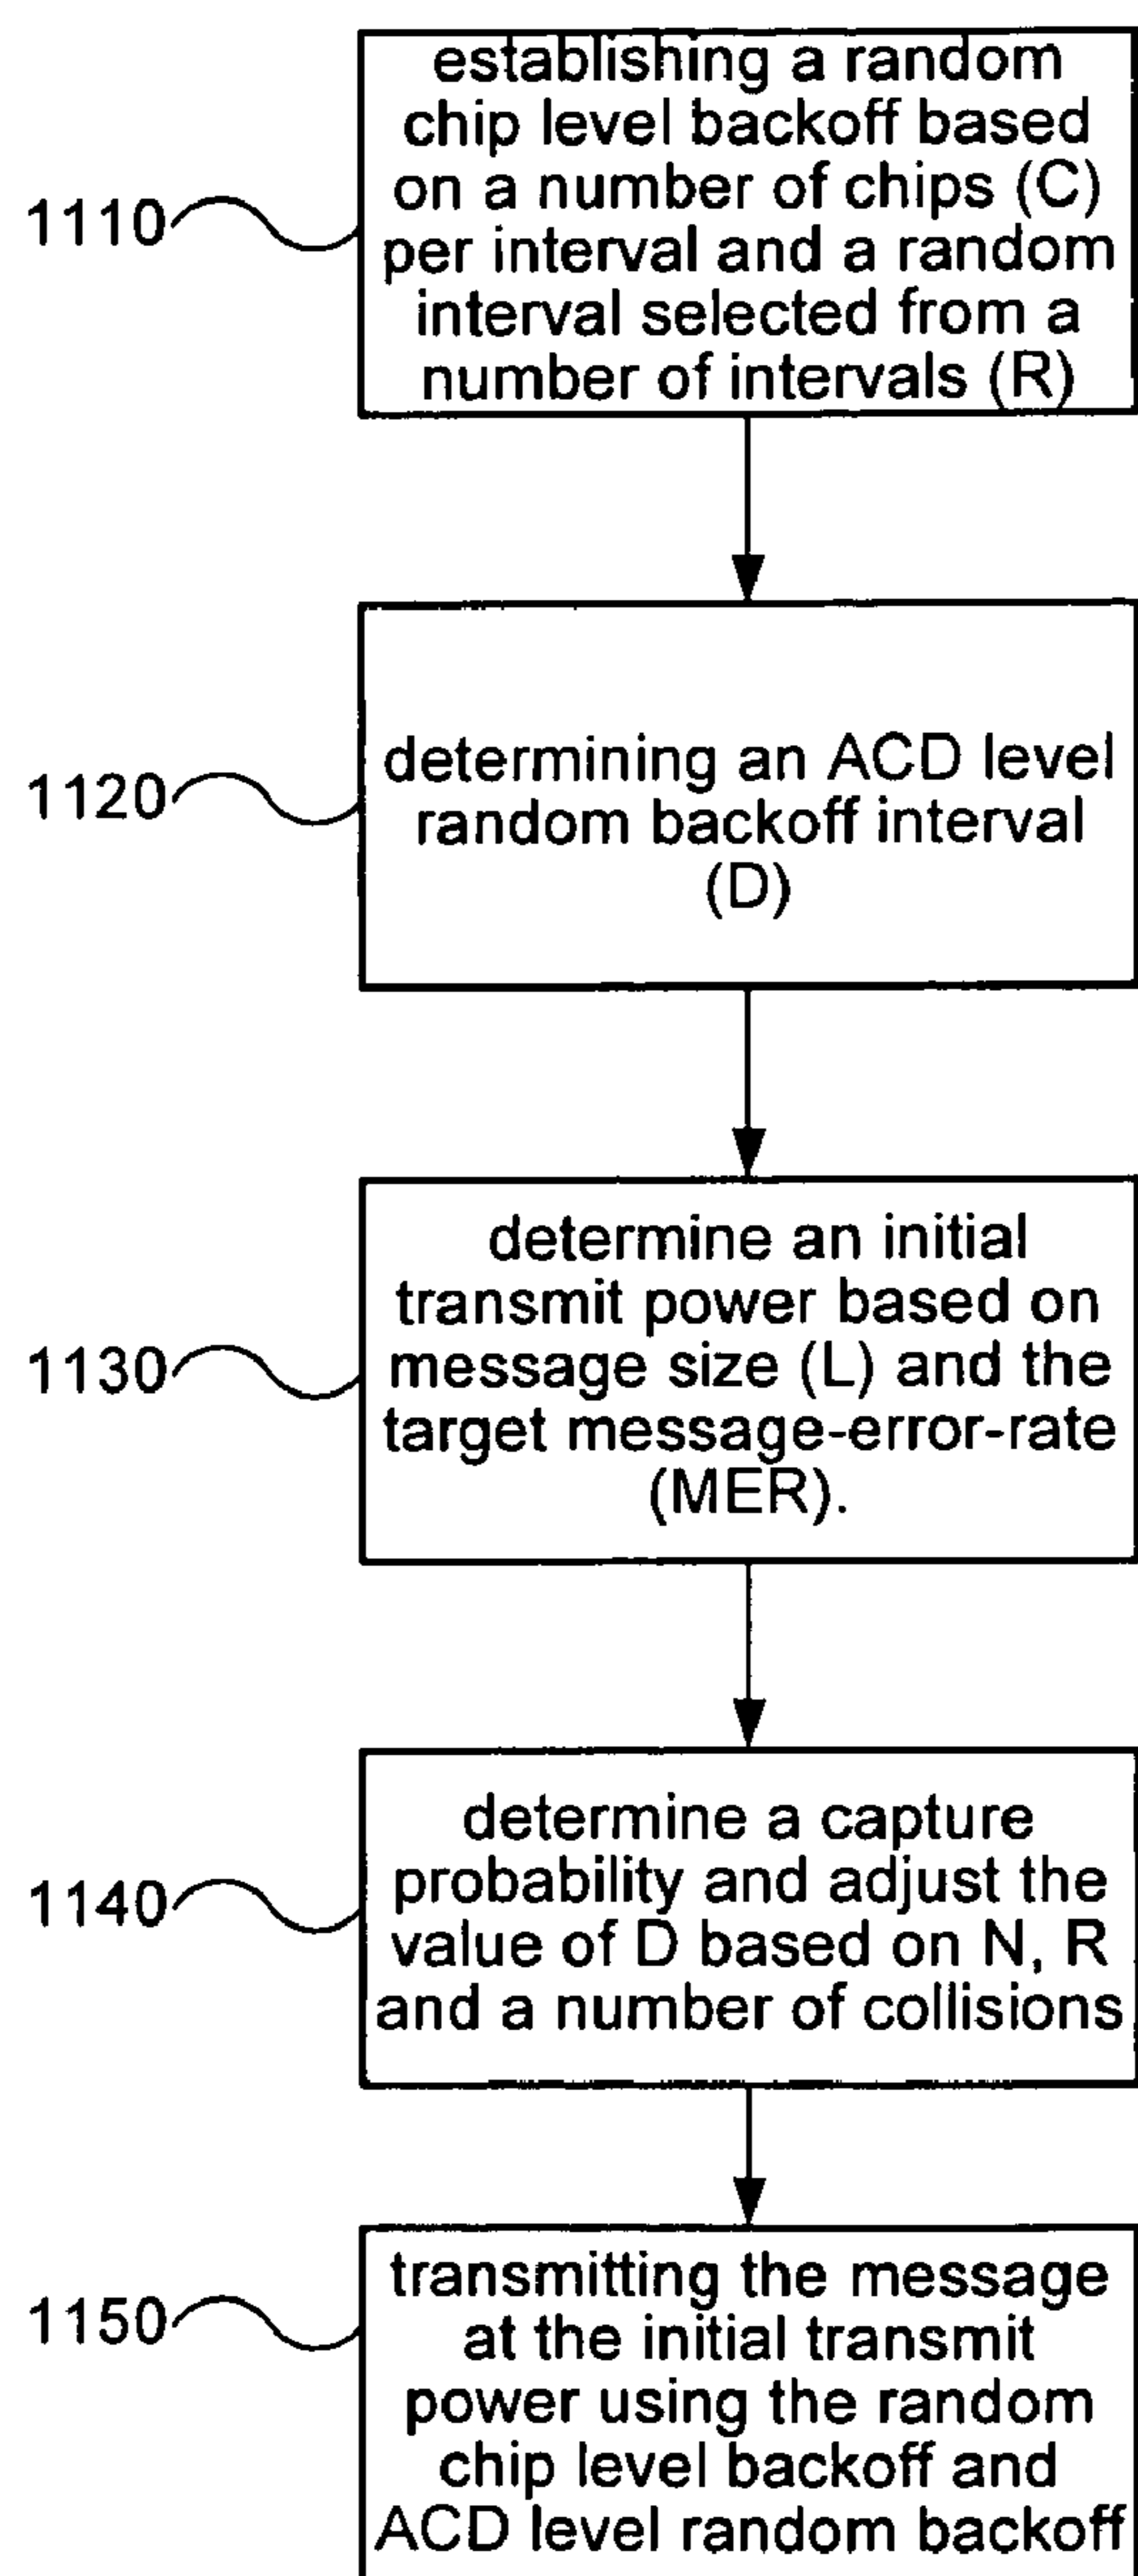 establishing a random
chip level backoff based
on a number of chips (C)
per interval and a random
interval selected from a
number of intervals (R)
1110
determining an ACD level
random backoff interval
(D)
1120
determine an initial
transmit power based on
message size (L) and the
target message-error-rate
(MER).
1130
determine a capture
probability and adjust the
value of D based on N, R
and a number of collisions
1140
transmitting the message
at the initial transmit
power using the random
chip level backoff and
ACD level random backoff
1150